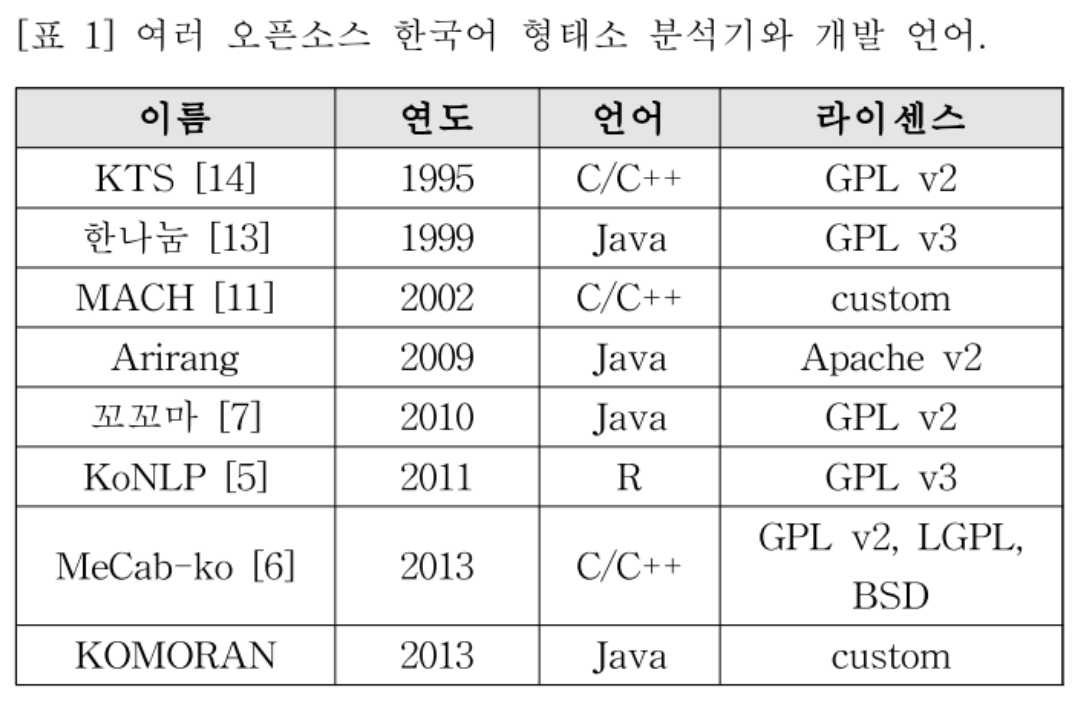 [표 1] 여러 오픈소스 한국어 형태소 분석기와 개발 언어.
이름 연도 언어 라이센스
KTS [14] 1995 C/C++ GPL v2
한나눔 [13] 1999 Java GPL v3
MACH [11] 2002 C/C++ custom
Arirang 2009 Java Apache v2
꼬꼬마 [7] 2010 Java GPL v2
KoNLP [5] 2011 R GPL v3
MeCab-ko [6] 2013 C/C++ GPL v2, LGPL,
BSD
KOMORAN 2013 Java custom